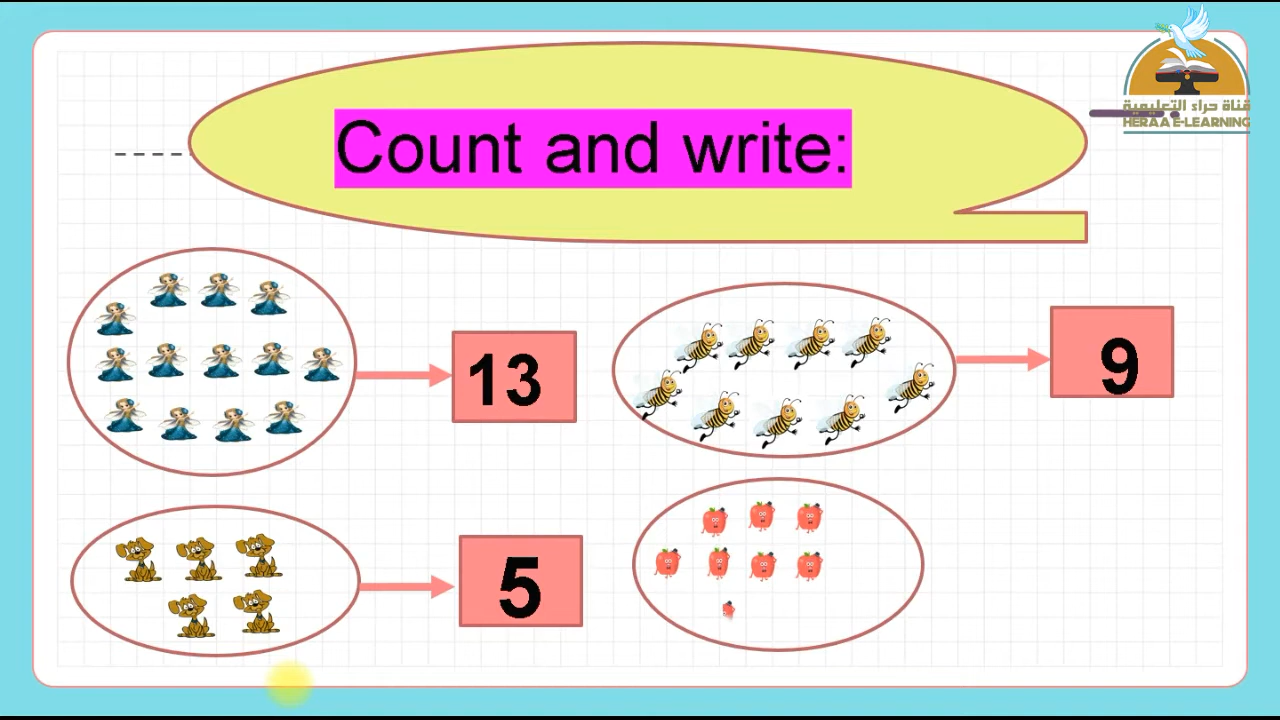 قناة حراء التعليمية
HERAA E-LEARNING
Count and write:
13
9
5